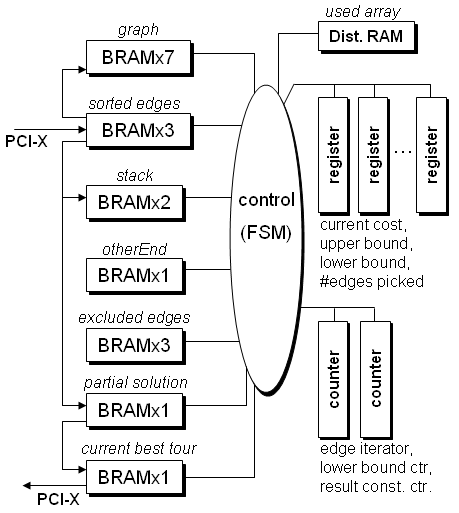 graph
BRAMx7
sorted edges
PCI-X
BRAMx3
stack
BRAMx2
otherEnd
BRAMx1
excluded edges
BRAMx3
partial solution
BRAMx1
current best tour
BRAMx1
PCI-X
control
(FSM)
used array
Dist. RAM
register
register
...
register
current cost,
upper bound,
lower bound,
#edges picked
counter
counter
edge iterator,
lower bound ctr,
result const. ctr.